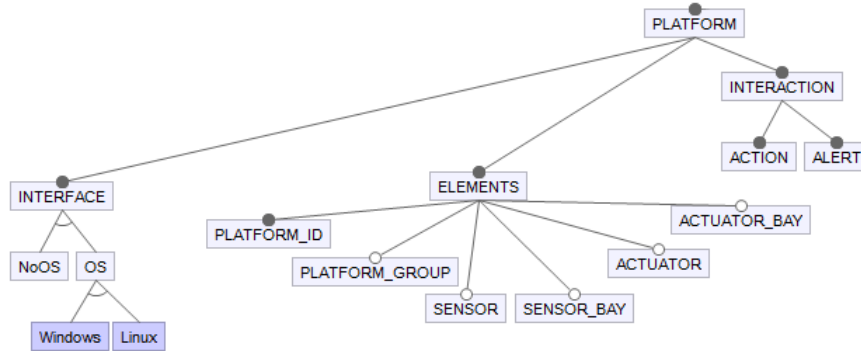 PLATFORM
INTERACTION
ACTION
ALERT
INTERFACE
ELEMENTS
PLATFORM_ID
ACTUATOR_BAY
NoOS
OS
PLATFORM_GROUP
ACTUATOR
SENSOR
SENSOR_BAY
Windows
Linux